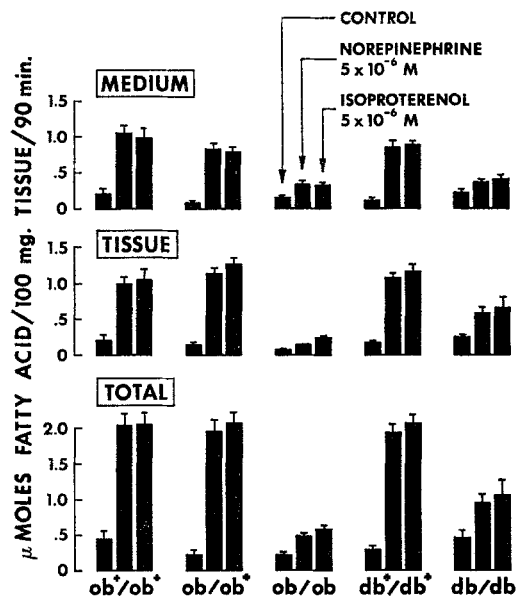 CONTROL
NOREPINEPHRINE
5 x 10⁻⁶ M
ISOPROTERENOL
5 x 10⁻⁶ M
μ MOLES FATTY ACID/100 mg. TISSUE/90 min.
MEDIUM
1.5
1.0
.5
0
TISSUE
1.5
1.0
.5
0
TOTAL
2.0
1.5
1.0
.5
0
ob⁺/ob⁺ ob/ob⁺ ob/ob db⁺/db⁺ db/db